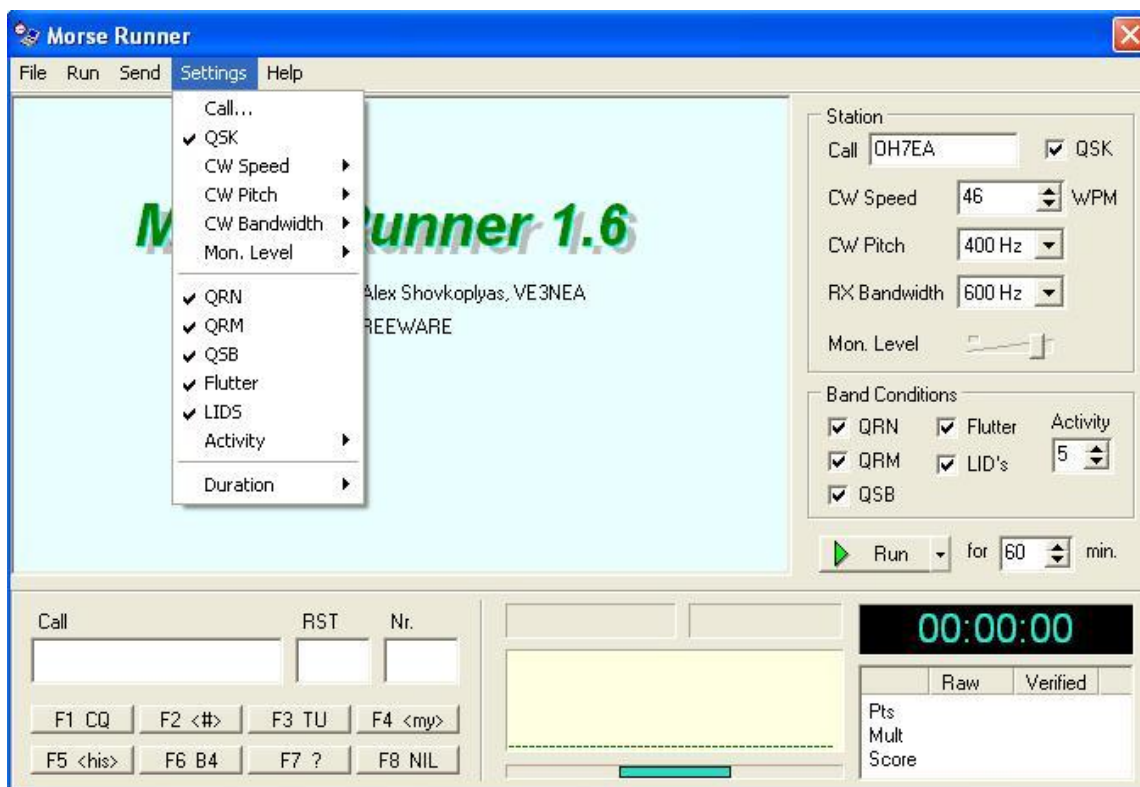 Morse Runner
File Run Send Settings Help
Call...
QSK
CW Speed
CW Pitch
CW Bandwidth
Mon. Level
QRN
QRM
QSB
Flutter
LIDS
Activity
Duration
M unner 1.6
Alex Shovkoplyas, VE3NEA
REEWARE
Station
Call OH7EA QSK
CW Speed 46 WPM
CW Pitch 400 Hz
RX Bandwidth 600 Hz
Mon. Level
Band Conditions
QRN Flutter Activity
QRM LID's 5
QSB
Run for 60 min.
Call RST Nr.
F1 CQ F2 <#> F3 TU F4 <my>
F5 <his> F6 B4 F7 ? F8 NIL
00:00:00
Raw Verified
Pts
Mult
Score